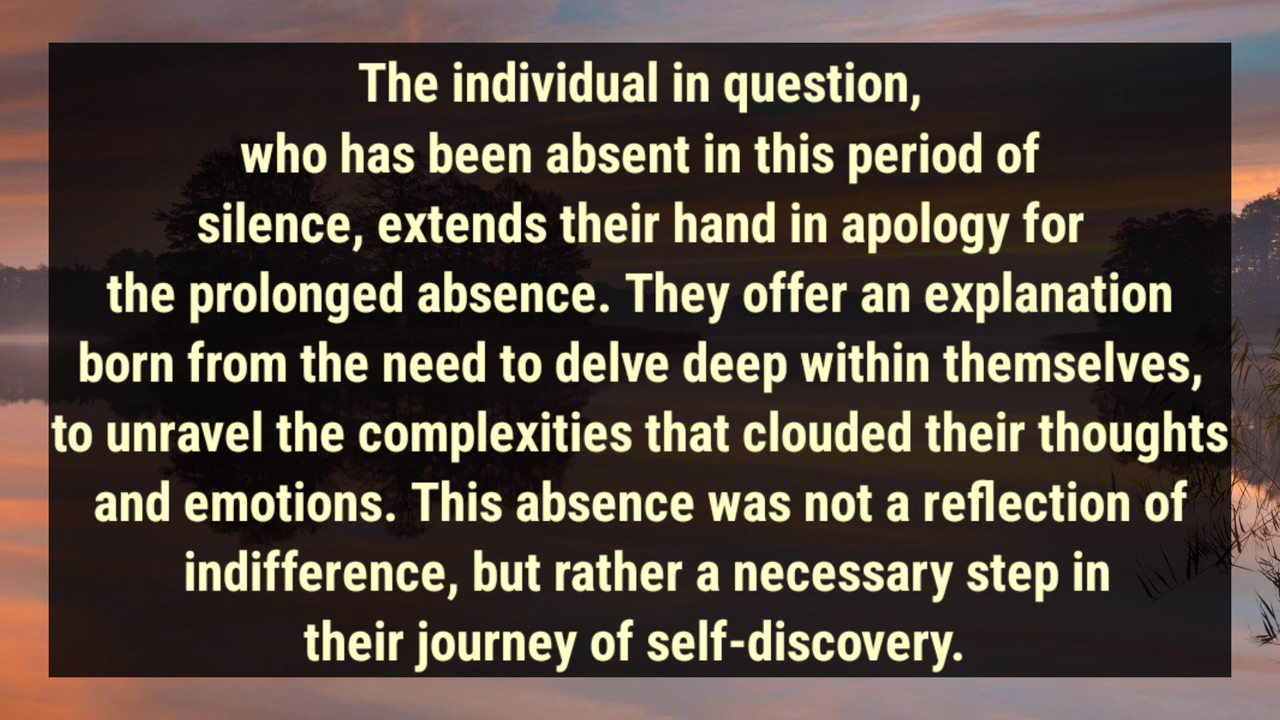 The individual in question,
who has been absent in this period of
silence, extends their hand in apology for
the prolonged absence. They offer an explanation
born from the need to delve deep within themselves,
to unravel the complexities that clouded their thoughts
and emotions. This absence was not a reflection of
indifference, but rather a necessary step in
their journey of self-discovery.